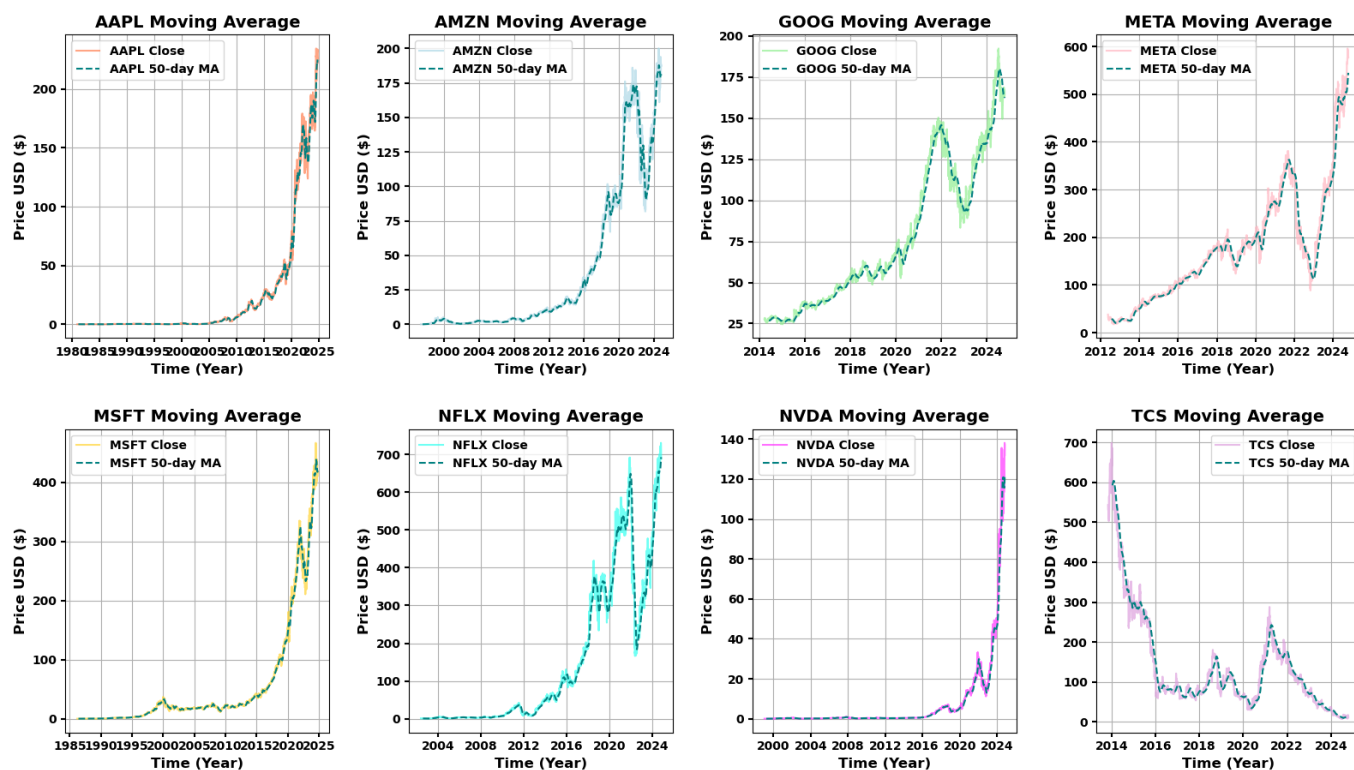 AAPL Moving Average
AAPL Close
AAPL 50-day MA
Price USD ($)
200
150
100
50
0
1980 1985 1990 1995 2000 2005 2010 2015 2020 2025
Time (Year)
AMZN Moving Average
AMZN Close
AMZN 50-day MA
Price USD ($)
200
175
150
125
100
75
50
25
0
2000 2004 2008 2012 2016 2020 2024
Time (Year)
GOOG Moving Average
GOOG Close
GOOG 50-day MA
Price USD ($)
200
175
150
125
100
75
50
25
2014 2016 2018 2020 2022 2024
Time (Year)
META Moving Average
META Close
META 50-day MA
Price USD ($)
600
500
400
300
200
100
0
2012 2014 2016 2018 2020 2022 2024
Time (Year)
MSFT Moving Average
MSFT Close
MSFT 50-day MA
Price USD ($)
400
300
200
100
0
1985 1990 1995 2000 2005 2010 2015 2020 2025
Time (Year)
NFLX Moving Average
NFLX Close
NFLX 50-day MA
Price USD ($)
700
600
500
400
300
200
100
0
2004 2008 2012 2016 2020 2024
Time (Year)
NVDA Moving Average
NVDA Close
NVDA 50-day MA
Price USD ($)
140
120
100
80
60
40
20
0
2000 2004 2008 2012 2016 2020 2024
Time (Year)
TCS Moving Average
TCS Close
TCS 50-day MA
Price USD ($)
700
600
500
400
300
200
100
0
2014 2016 2018 2020 2022 2024
Time (Year)